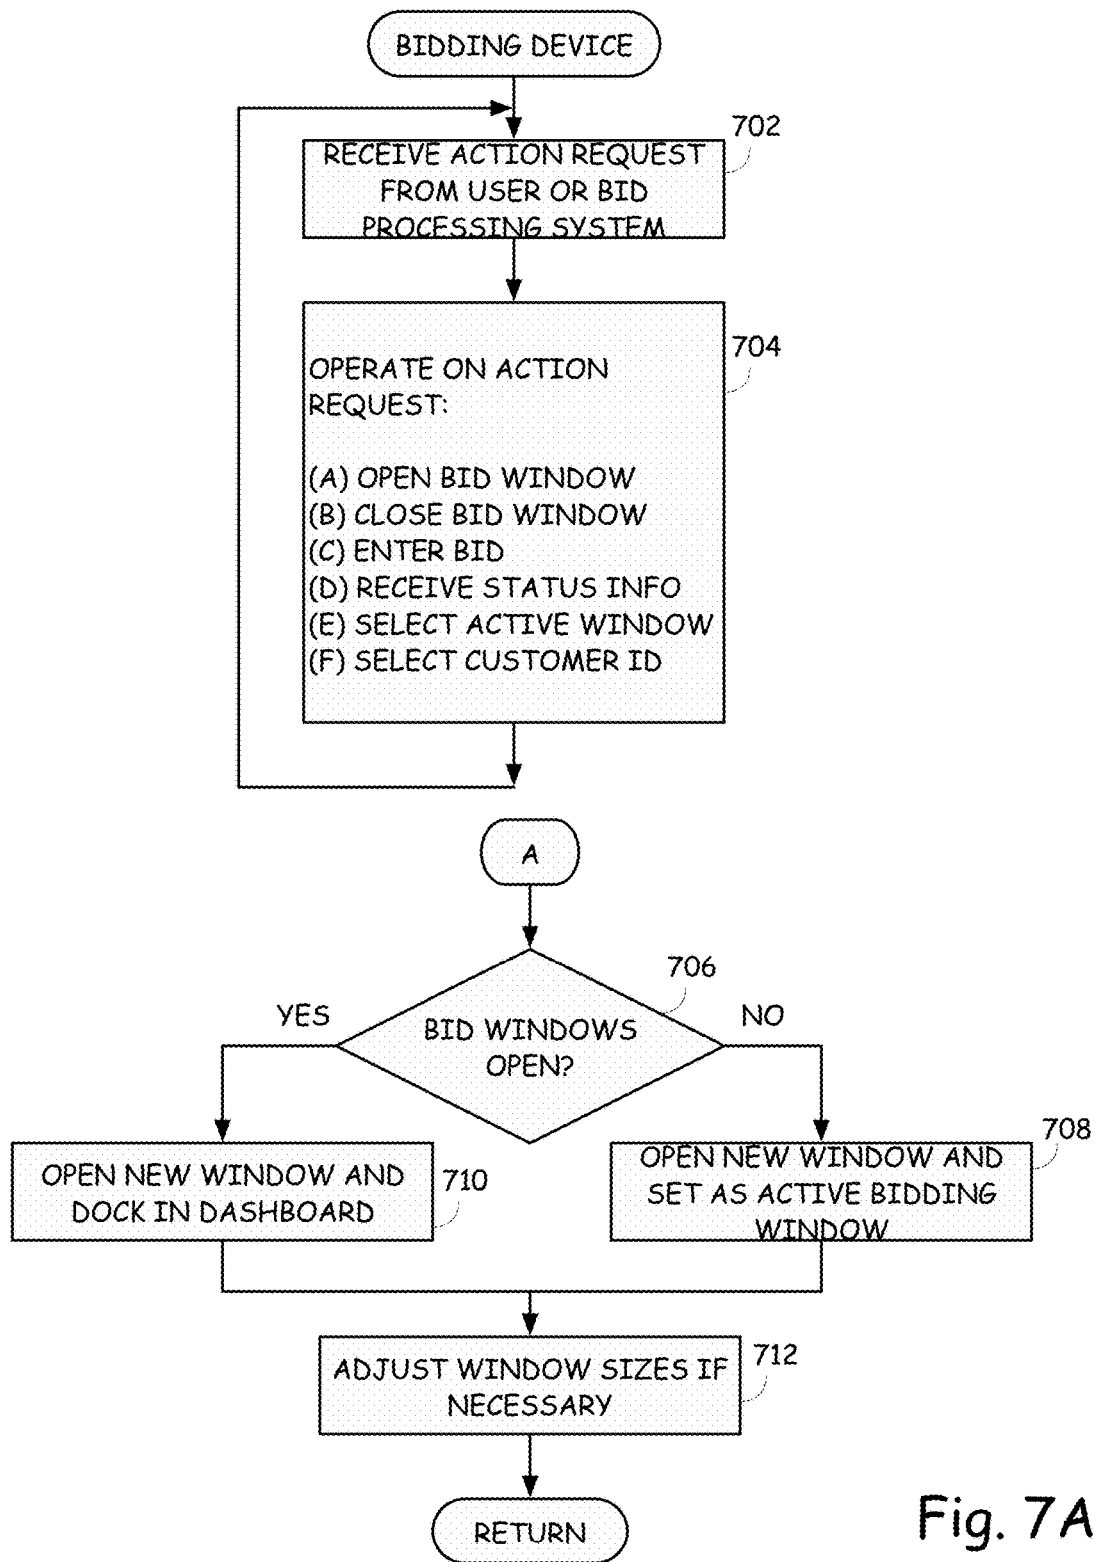 BIDDING DEVICE
702
RECEIVE ACTION REQUEST
FROM USER OR BID
PROCESSING SYSTEM
704
OPERATE ON ACTION
REQUEST:
(A) OPEN BID WINDOW
(B) CLOSE BID WINDOW
(C) ENTER BID
(D) RECEIVE STATUS INFO
(E) SELECT ACTIVE WINDOW
(F) SELECT CUSTOMER ID
A
706
YES
NO
BID WINDOWS
OPEN?
OPEN NEW WINDOW AND
DOCK IN DASHBOARD
710
708
OPEN NEW WINDOW AND
SET AS ACTIVE BIDDING
WINDOW
712
ADJUST WINDOW SIZES IF
NECESSARY
RETURN
Fig. 7A